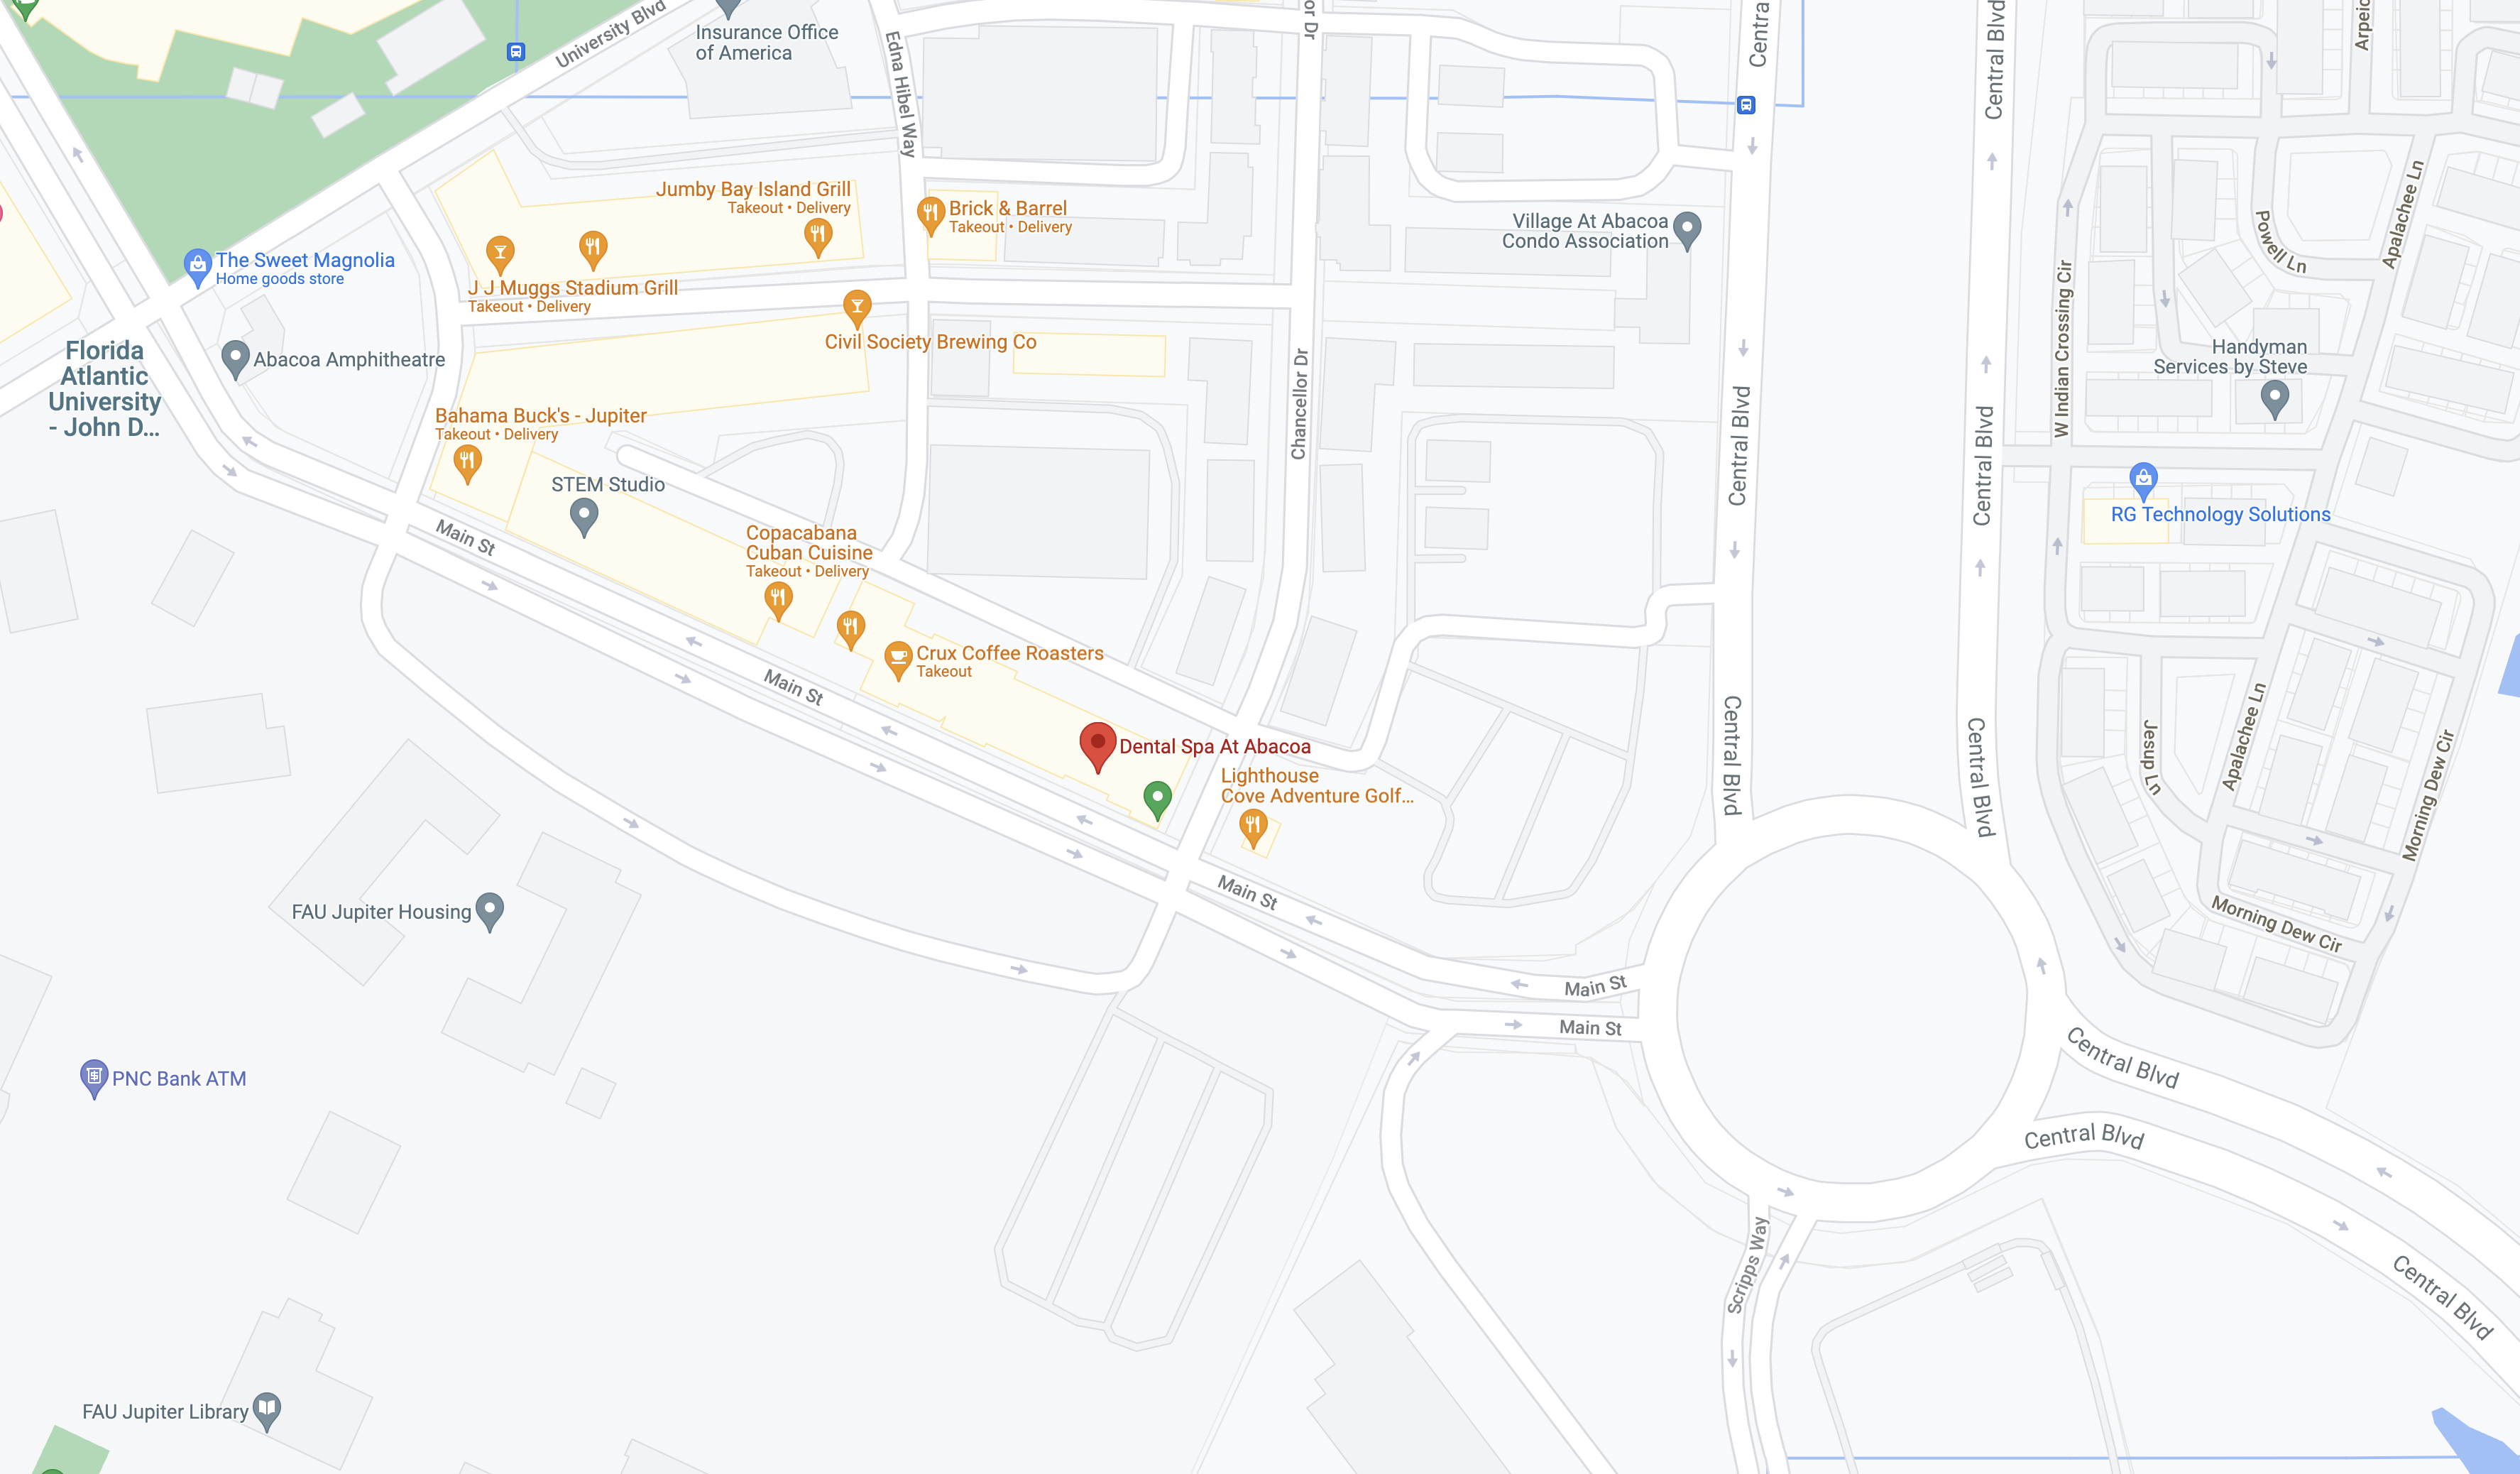 University Blvd
Insurance Office
of America
Edna Hibel Way
or Dr
Centra
Central Blvd
Arpeic
Jumby Bay Island Grill
Takeout • Delivery
Brick & Barrel
Takeout • Delivery
Village At Abacoa
Condo Association
Powell Ln
Apalachee Ln
The Sweet Magnolia
Home goods store
J J Muggs Stadium Grill
Takeout • Delivery
Civil Society Brewing Co
W Indian Crossing Cir
Handyman
Services by Steve
Florida
Atlantic
University
- John D...
Abacoa Amphitheatre
Chancellor Dr
Central Blvd
Central Blvd
Bahama Buck's - Jupiter
Takeout • Delivery
STEM Studio
RG Technology Solutions
Main St
Copacabana
Cuban Cuisine
Takeout • Delivery
Crux Coffee Roasters
Takeout
Main St
Central Blvd
Central Blvd
Jesup Ln
Apalachee Ln
Morning Dew Cir
Dental Spa At Abacoa
Lighthouse
Cove Adventure Golf...
FAU Jupiter Housing
Main St
Morning Dew Cir
Main St
Main St
Central Blvd
PNC Bank ATM
Central Blvd
Scripps Way
Central Blvd
FAU Jupiter Library